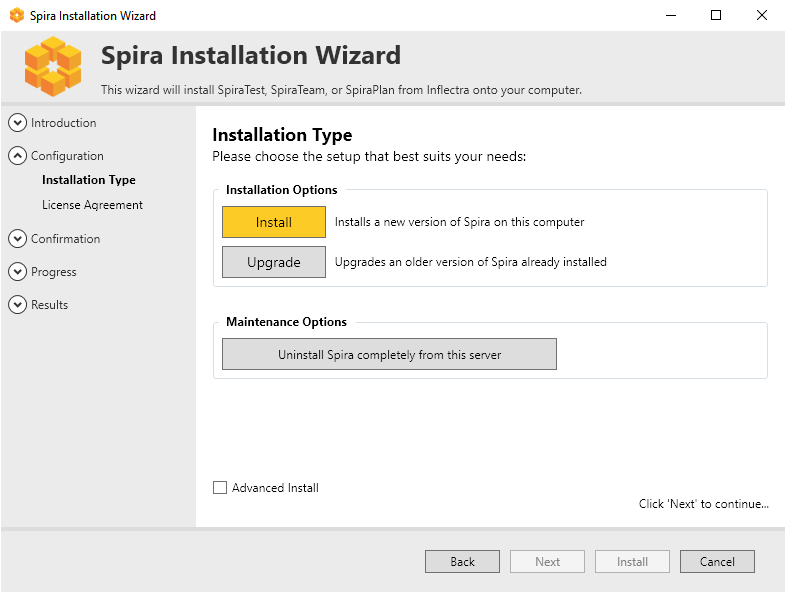 Spira Installation Wizard
Spira Installation Wizard
This wizard will install SpiraTest, SpiraTeam, or SpiraPlan from Inflectra onto your computer.
Introduction
Configuration
Installation Type
License Agreement
Confirmation
Progress
Results
Installation Type
Please choose the setup that best suits your needs:
Installation Options
Install Installs a new version of Spira on this computer
Upgrade Upgrades an older version of Spira already installed
Maintenance Options
Uninstall Spira completely from this server
Advanced Install
Click 'Next' to continue...
Back Next Install Cancel